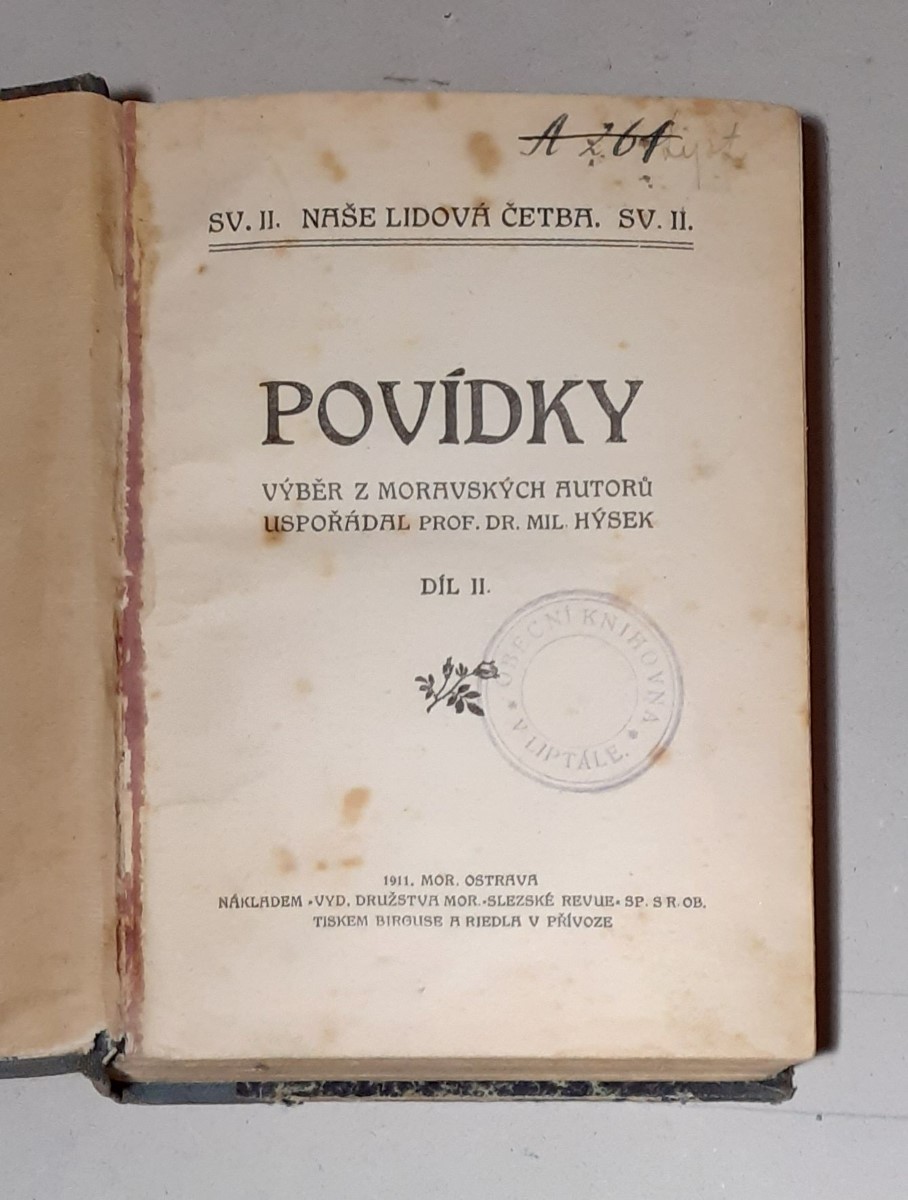 A 261
SV. II. NAŠE LIDOVÁ ČETBA. SV. II.
POVÍDKY
VÝBĚR Z MORAVSKÝCH AUTORŮ
USPOŘÁDAL PROF. DR. MIL. HÝSEK
DÍL II.
* OBECNÍ KNIHOVNA *
V LIPTÁLE.
1911. MOR. OSTRAVA
NÁKLADEM •VYD. DRUŽSTVA MOR.-SLEZSKÉ REVUE• SP. S R. OB.
TISKEM BIRGUSE A RIEDLA V PŘÍVOZE